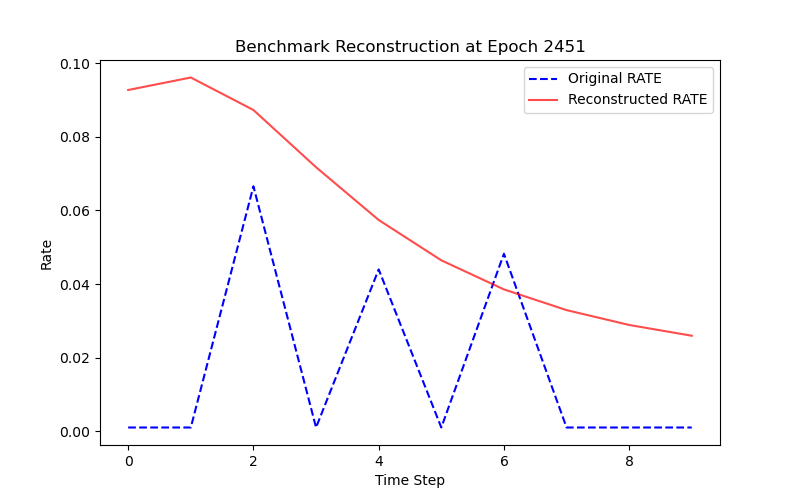 Benchmark Reconstruction at Epoch 2451
Original RATE
Reconstructed RATE
0.10
0.08
0.06
0.04
0.02
0.00
Rate
0 2 4 6 8
Time Step